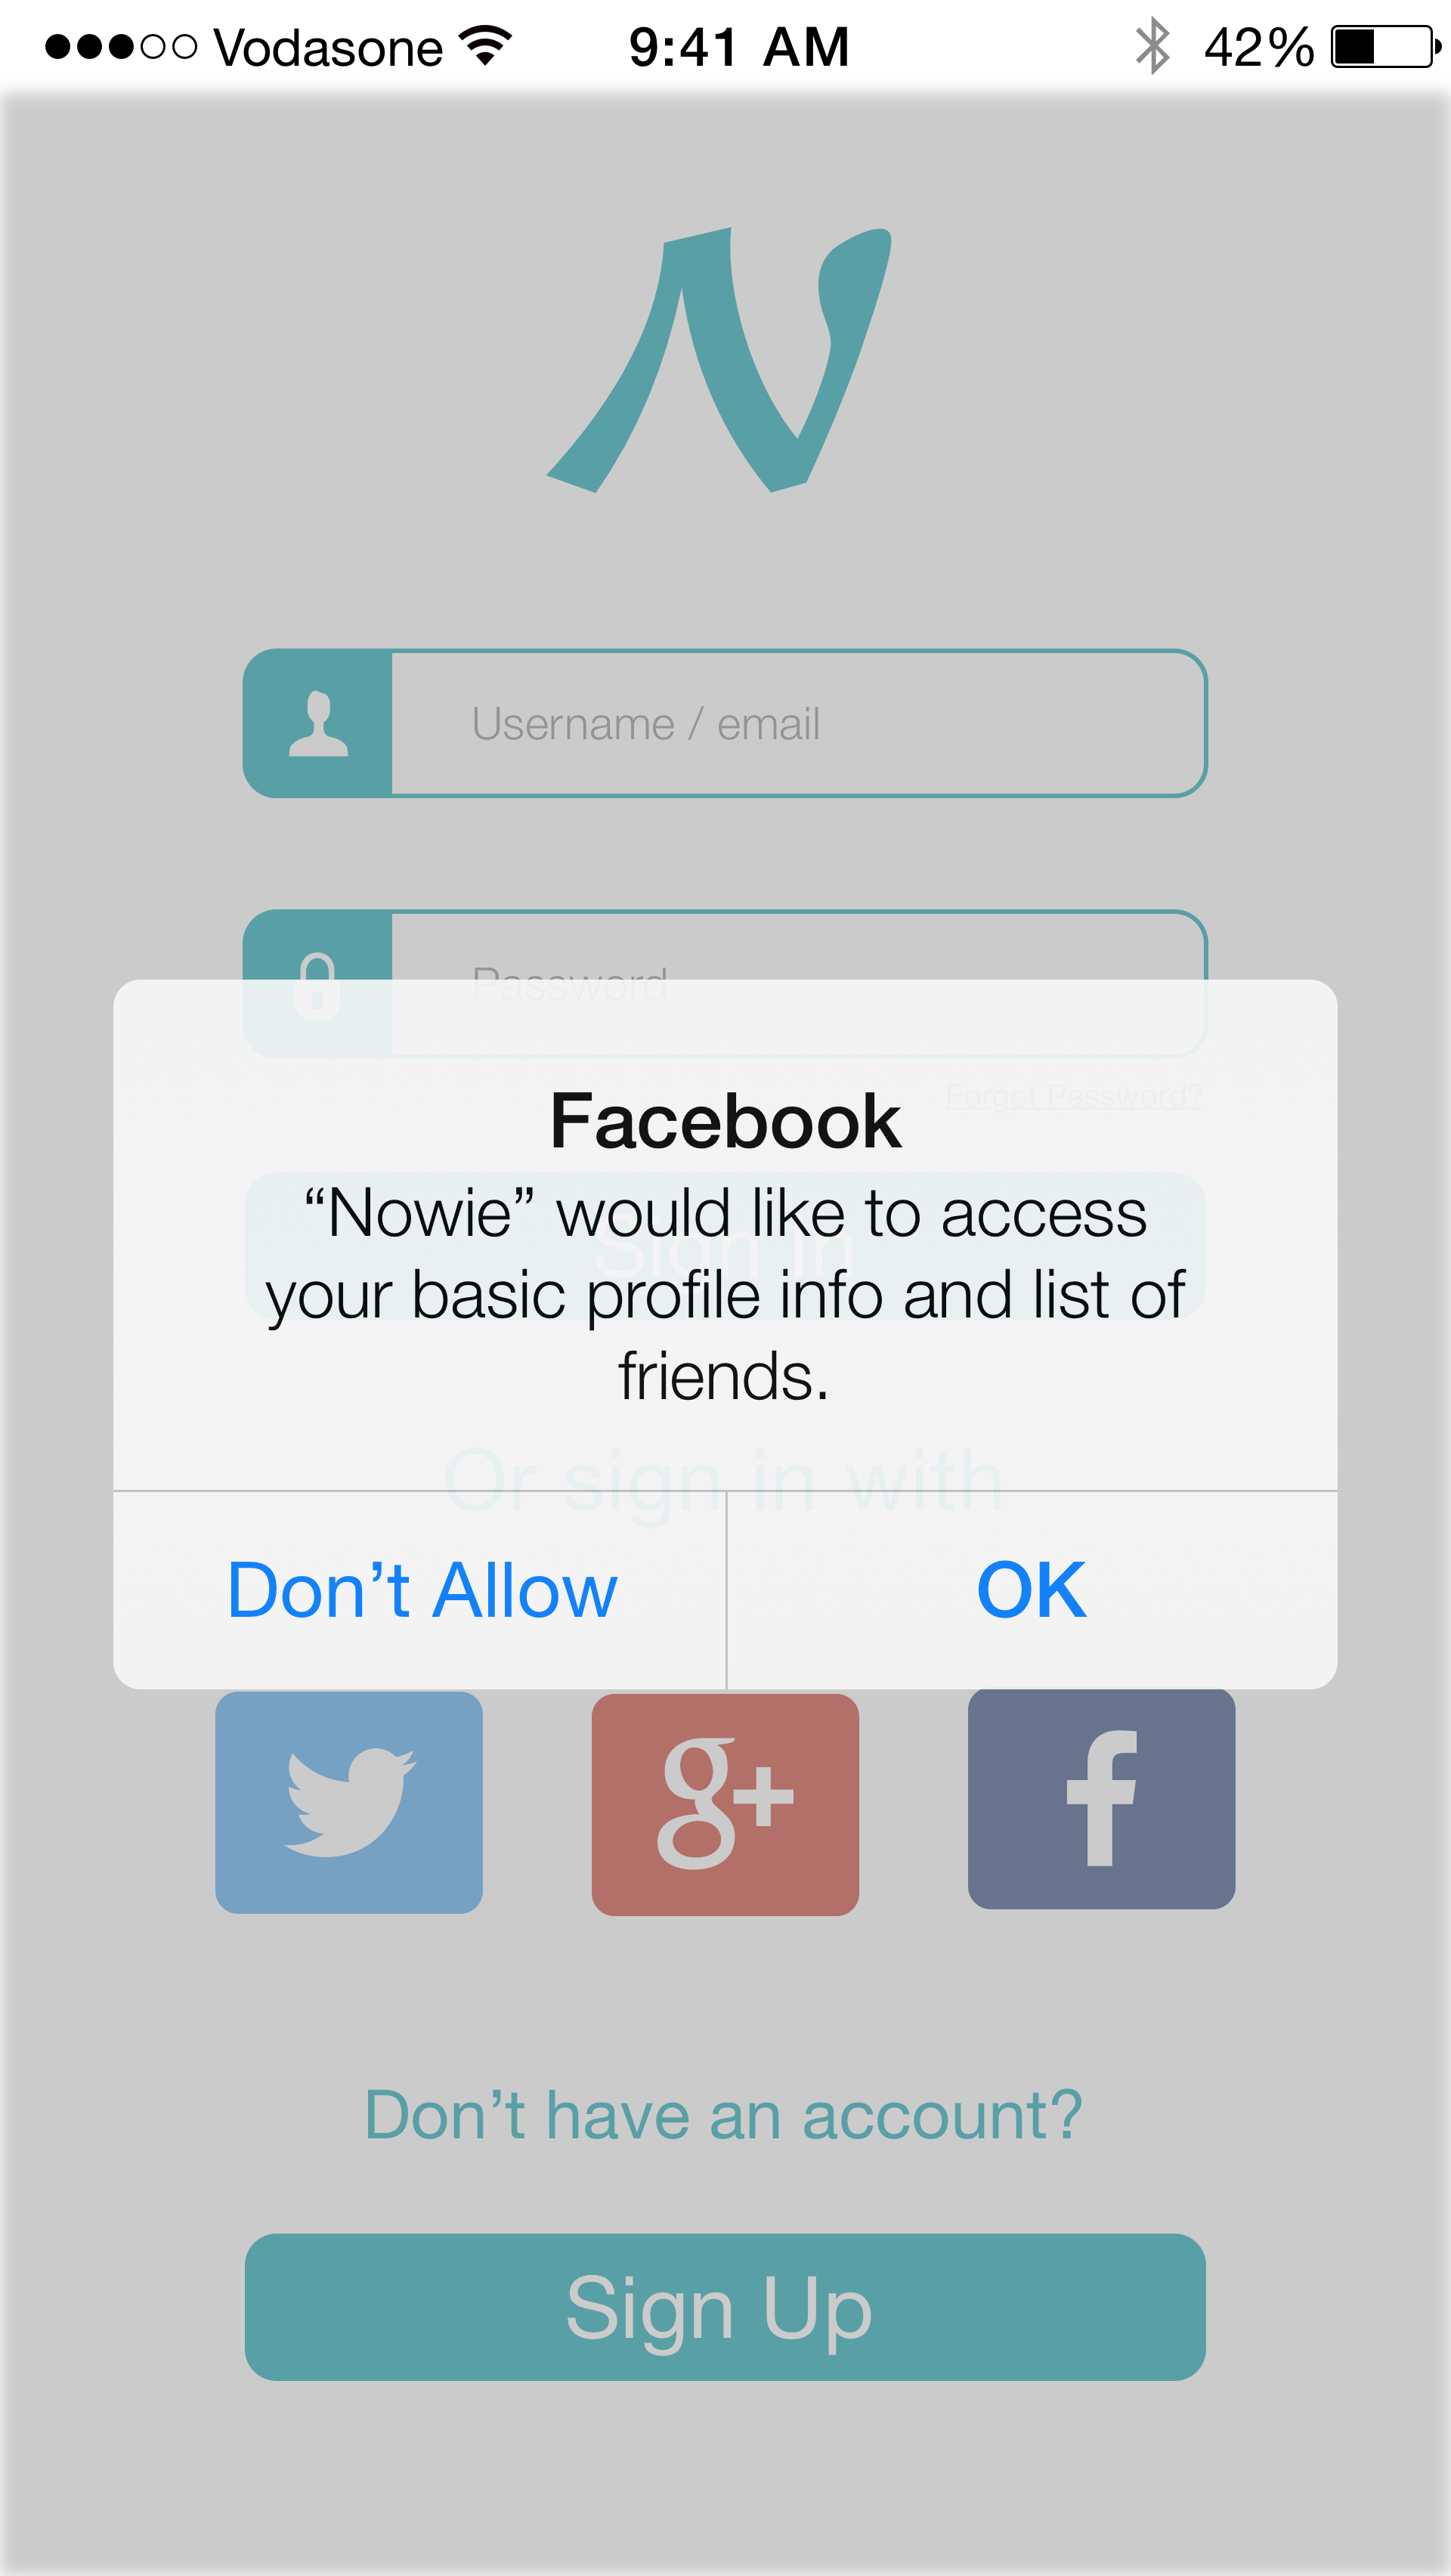 Vodasone 9:41 AM 42%
N
Username / email
Password
Forgot Password?
Facebook
“Nowie” would like to access
your basic profile info and list of
friends.
Sign In
Or sign in with
Don’t Allow OK
g+ f
Don’t have an account?
Sign Up